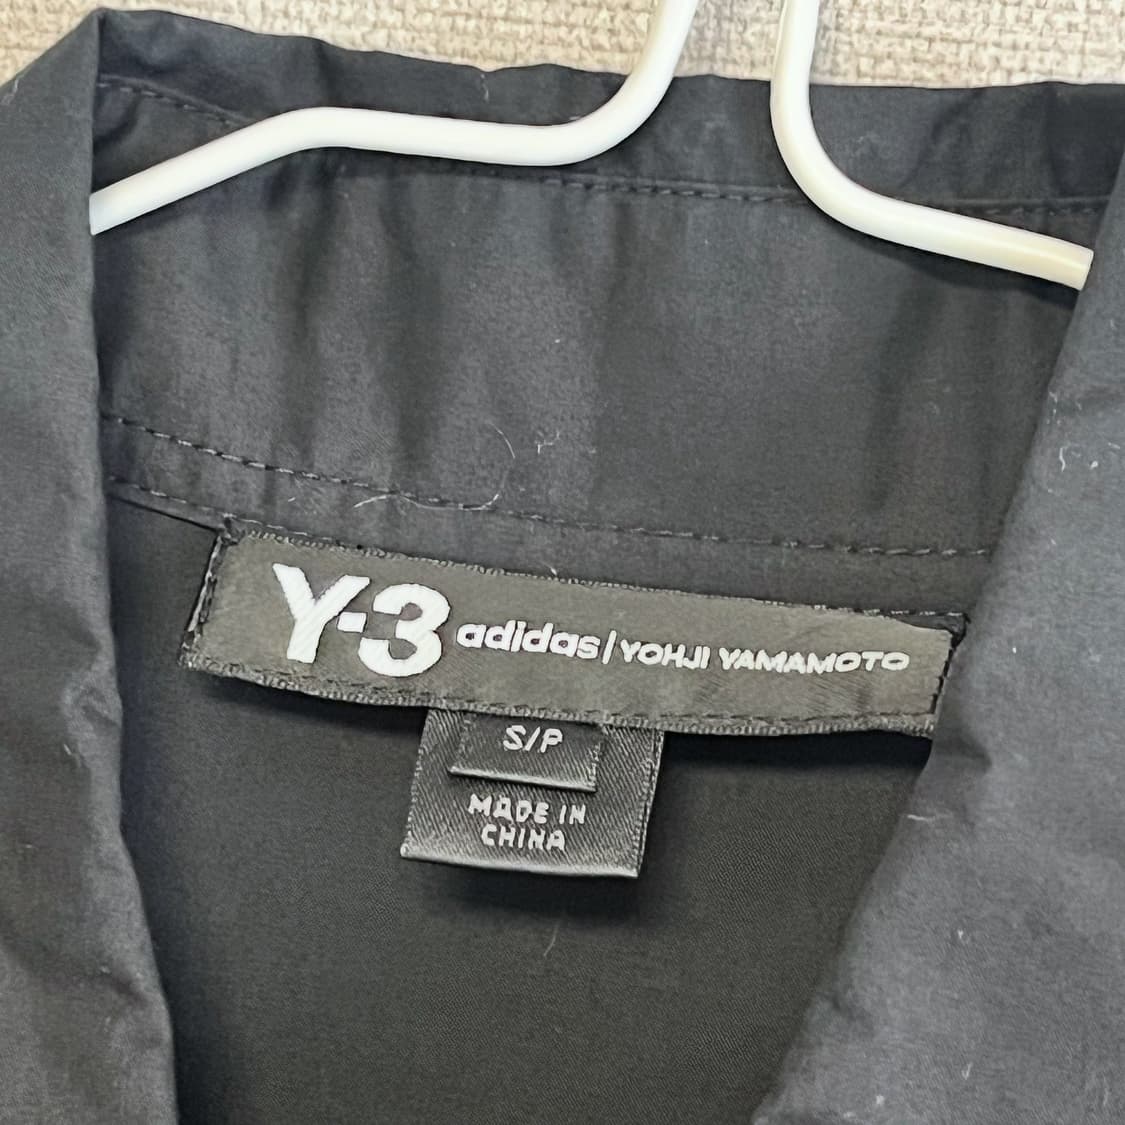 Y-3 adidas | YOHJI YAMAMOTO
S/P
MADE IN
CHINA